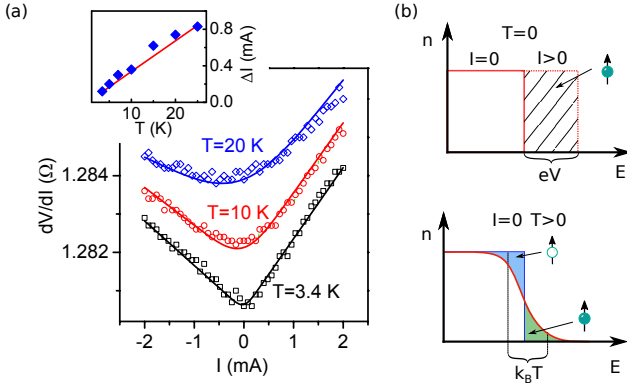 (a)
0.8
0.4
0.0
ΔI (mA)
0
10
20
T (K)
1.284
1.282
dV/dI (Ω)
T=20 K
T=10 K
T=3.4 K
-2
-1
0
1
2
I (mA)
(b)
n
T=0
I=0
I>0
eV
E
n
I=0 T>0
k_BT
E